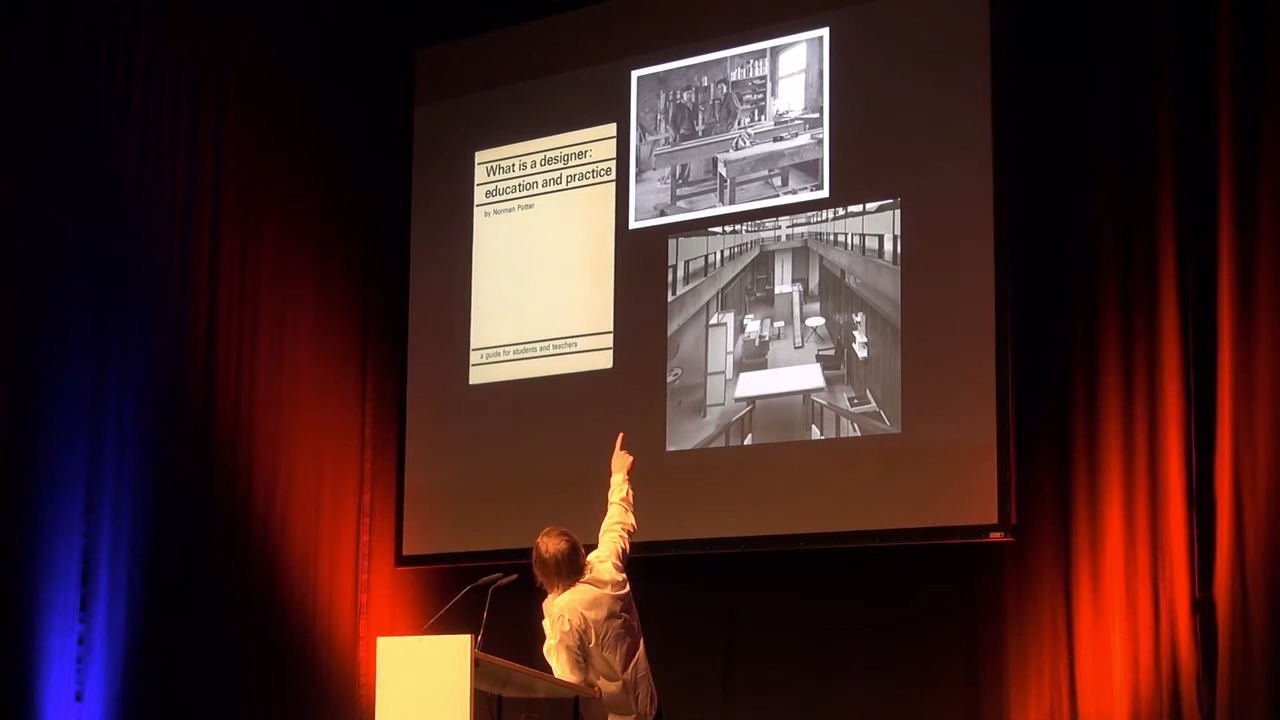 What is a designer:
education and practice
by Norman Potter
a guide for students and teachers